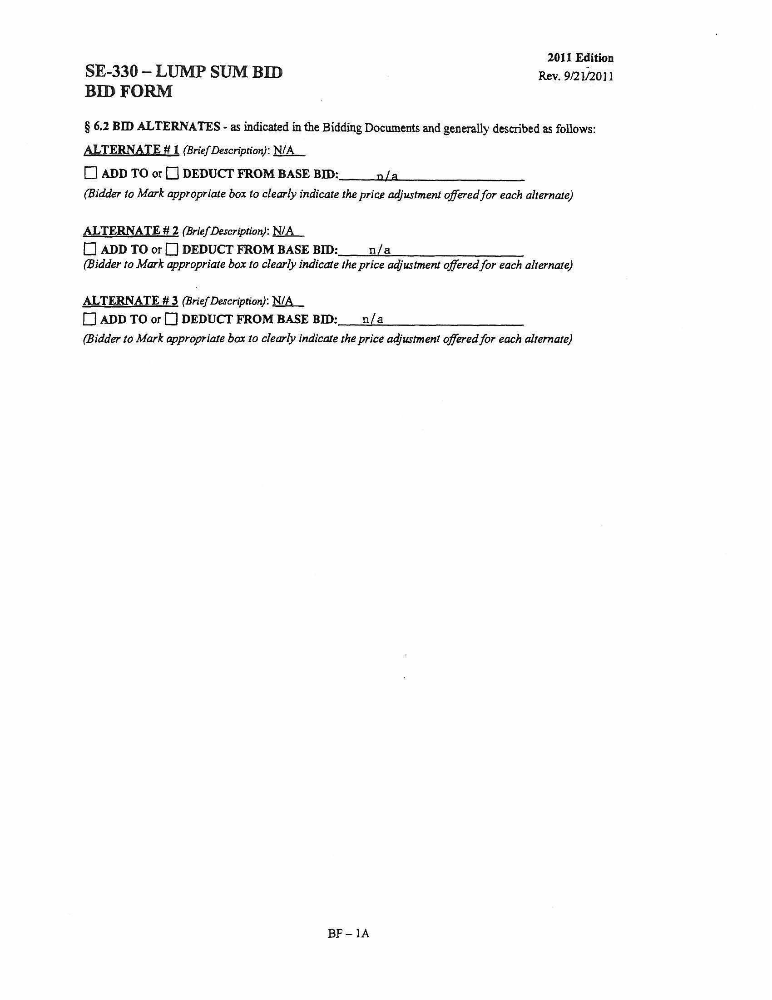 2011 Edition
SE-330 – LUMP SUM BID
Rev. 9/21/2011
BID FORM
§ 6.2 BID ALTERNATES - as indicated in the Bidding Documents and generally described as follows:
ALTERNATE # 1 (Brief Description): N/A
☐ ADD TO or ☐ DEDUCT FROM BASE BID: n/a
(Bidder to Mark appropriate box to clearly indicate the price adjustment offered for each alternate)
ALTERNATE # 2 (Brief Description): N/A
☐ ADD TO or ☐ DEDUCT FROM BASE BID: n/a
(Bidder to Mark appropriate box to clearly indicate the price adjustment offered for each alternate)
ALTERNATE # 3 (Brief Description): N/A
☐ ADD TO or ☐ DEDUCT FROM BASE BID: n/a
(Bidder to Mark appropriate box to clearly indicate the price adjustment offered for each alternate)
BF – 1A